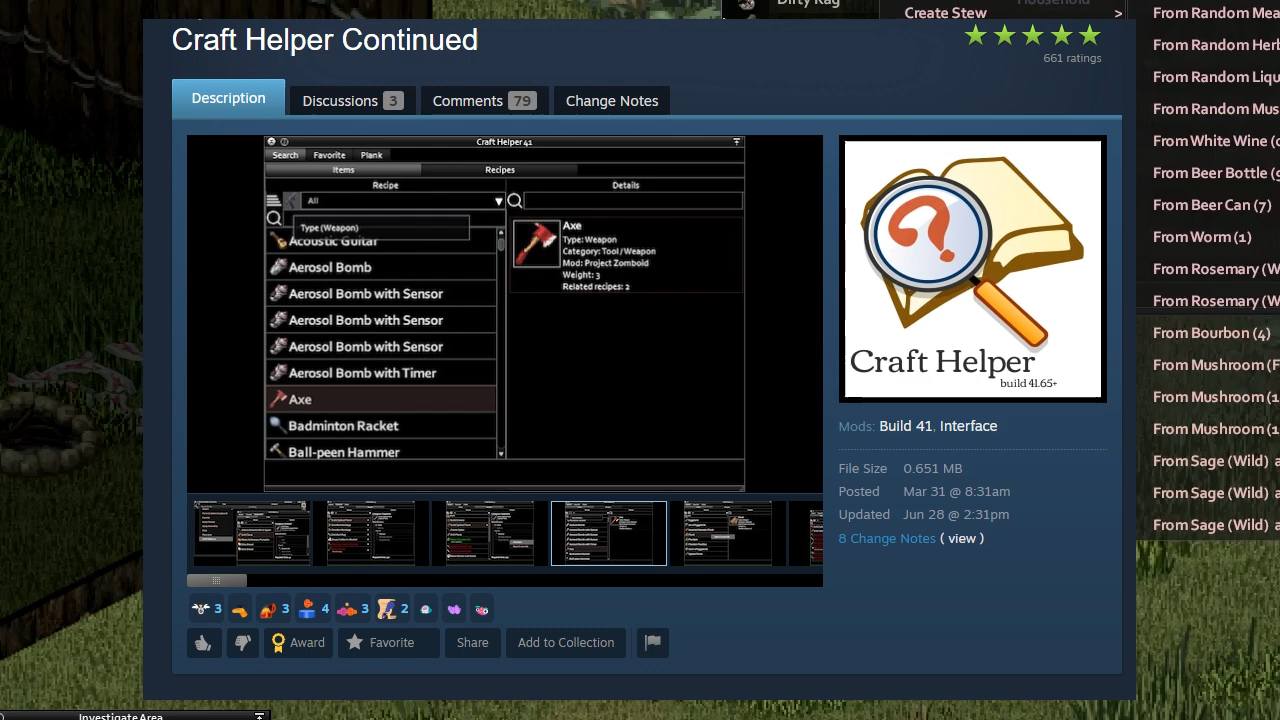 Dirty Rag
Create Stew >
Household
Craft Helper Continued
661 ratings
Description
Discussions 3
Comments 79
Change Notes
Craft Helper 41
Search Favorite Plank
Items Recipes
Recipe Details
All
Type (Weapon)
Acoustic Guitar
Aerosol Bomb
Aerosol Bomb with Sensor
Aerosol Bomb with Sensor
Aerosol Bomb with Sensor
Aerosol Bomb with Timer
Axe
Badminton Racket
Ball-peen Hammer
Axe
Type: Weapon
Category: Tool/Weapon
Mod: Project Zomboid
Weight: 3
Related recipes: 2
Craft Helper
build 41.65+
Mods: Build 41, Interface
File Size 0.651 MB
Posted Mar 31 @ 8:31am
Updated Jun 28 @ 2:31pm
8 Change Notes ( view )
3 3 4 3 2
Award
Favorite
Share
Add to Collection
From Random Mea
From Random Herb
From Random Liqu
From Random Mus
From White Wine (
From Beer Bottle (
From Beer Can (7)
From Worm (1)
From Rosemary (W
From Rosemary (W
From Bourbon (4)
From Mushroom (F
From Mushroom (1
From Mushroom (1
From Sage (Wild) a
From Sage (Wild) a
From Sage (Wild) a
Investigate Area